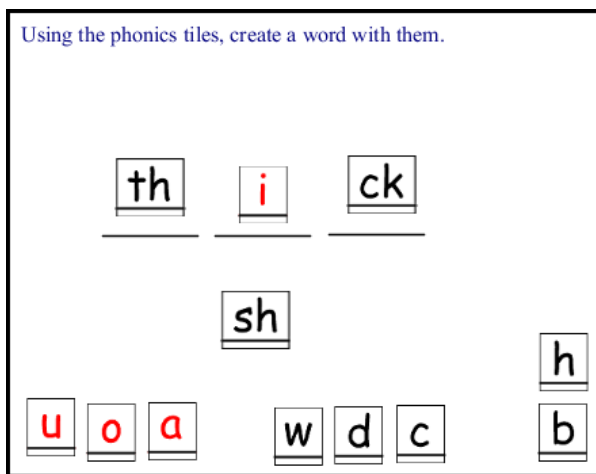 Using the phonics tiles, create a word with them.
th i ck
sh
h
u o a w d c b